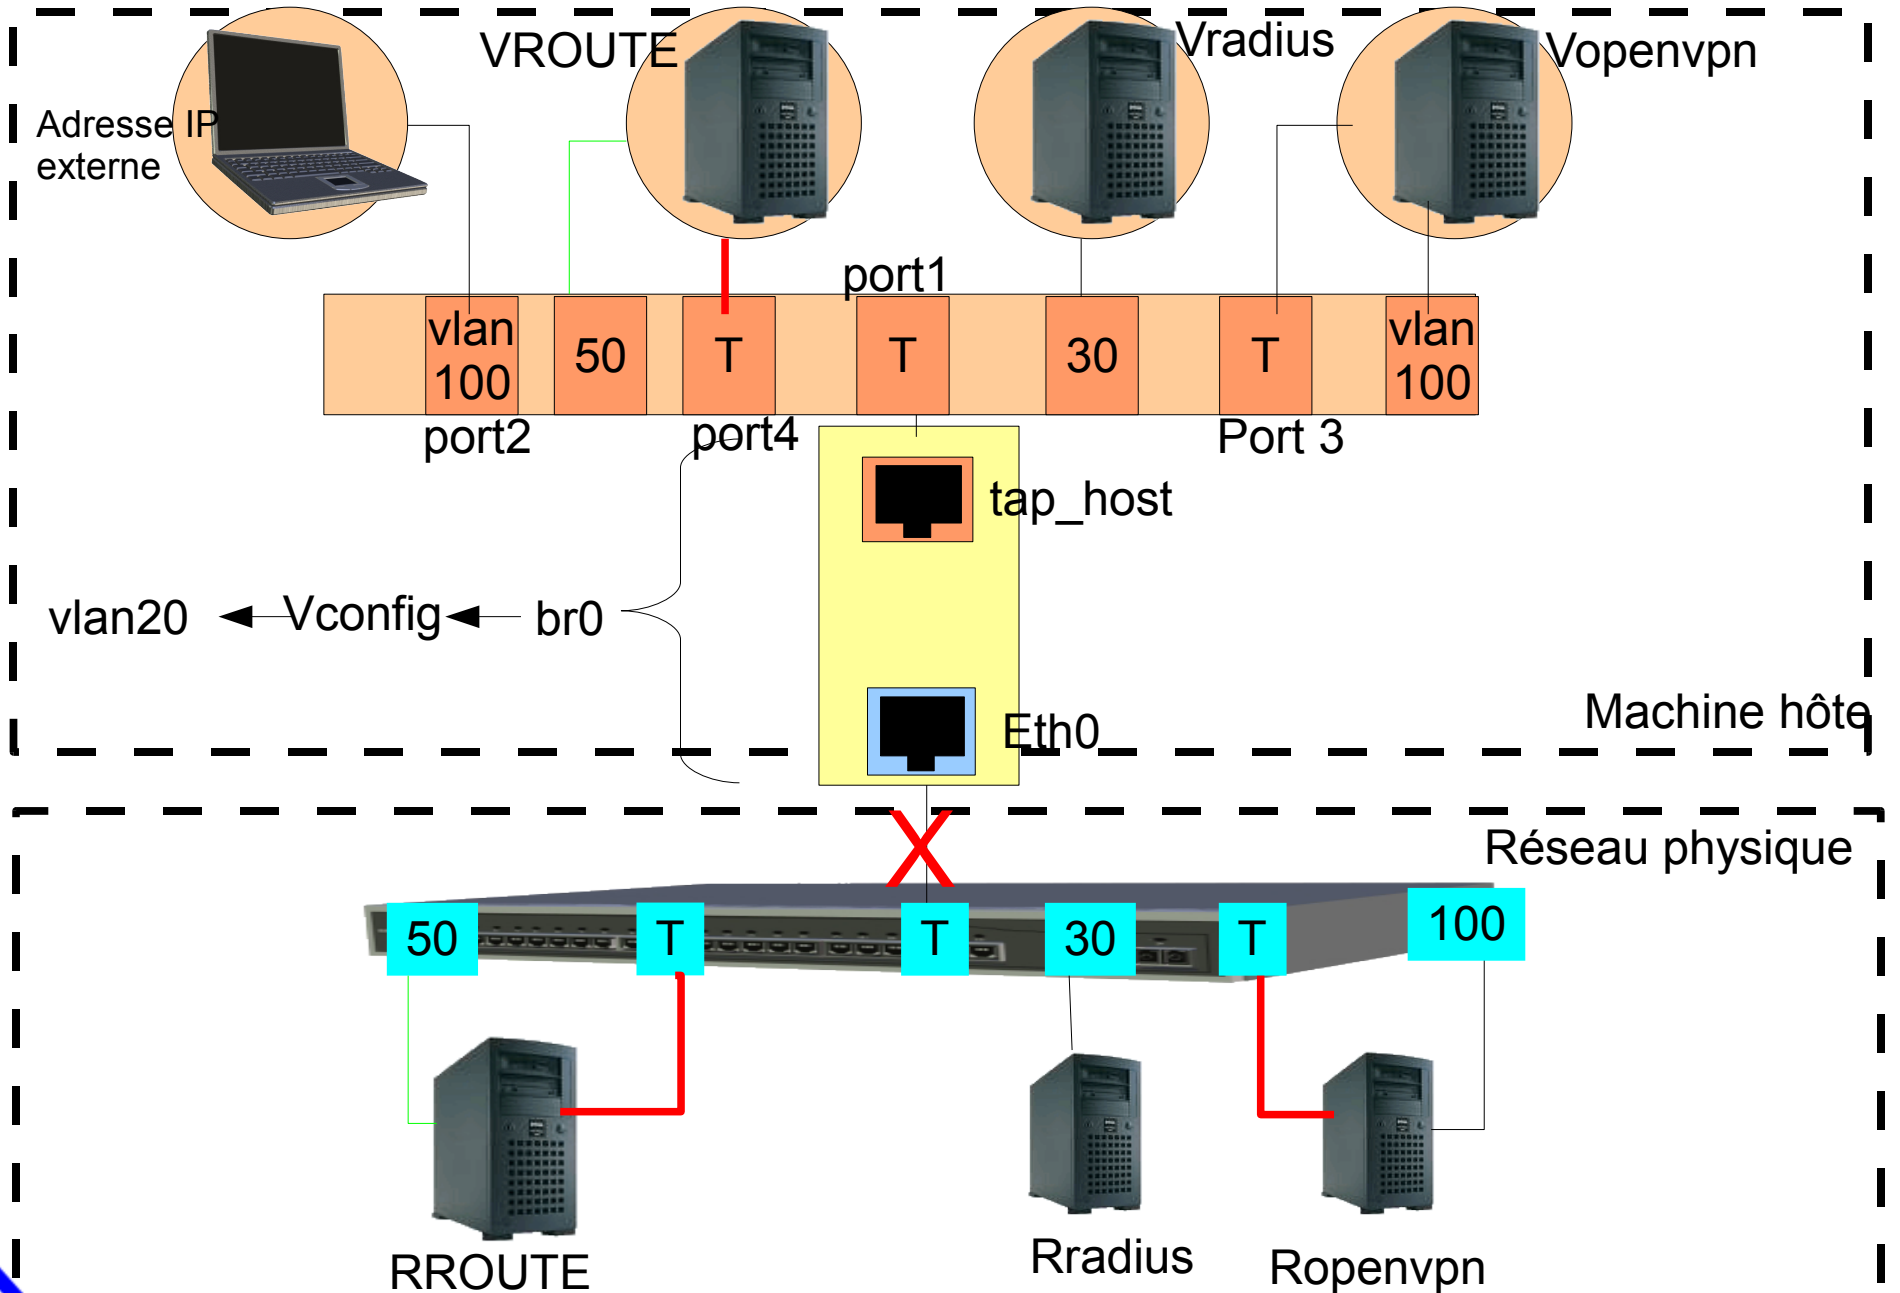 VROUTE
Vradius
Vopenvpn
Adresse IP
externe
port1
vlan
100
50
T
T
30
T
vlan
100
port2
port4
Port 3
tap_host
vlan20
Vconfig
br0
Eth0
Machine hôte
Réseau physique
X
50
T
T
30
T
100
RROUTE
Rradius
Ropenvpn